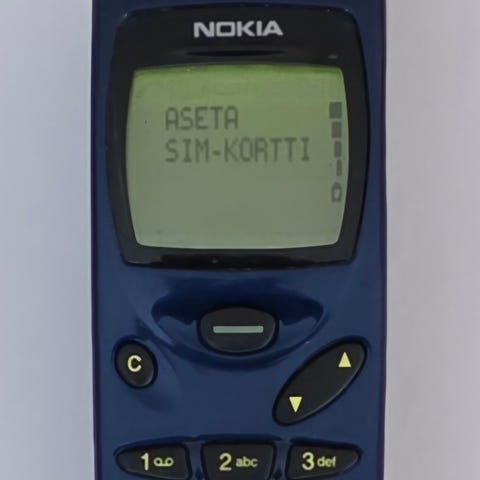 NOKIA
ASETA
SIM-KORTTI
C
1
2 abc
3 def